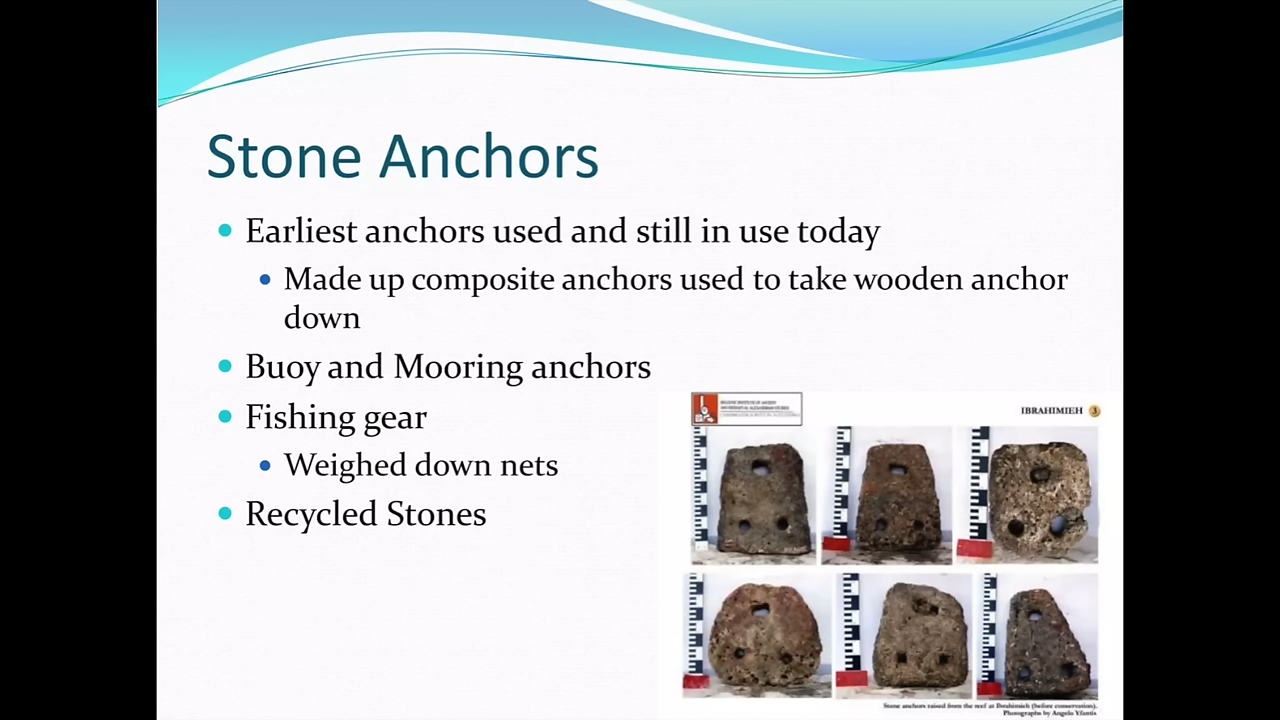 Stone Anchors
Earliest anchors used and still in use today
Made up composite anchors used to take wooden anchor
down
Buoy and Mooring anchors
Fishing gear
Weighed down nets
Recycled Stones
IBRAHIMIEH 3
Stone anchors raised from the reef at Ibrahimieh (before conservation).
Photographs by Angelo Yfantis